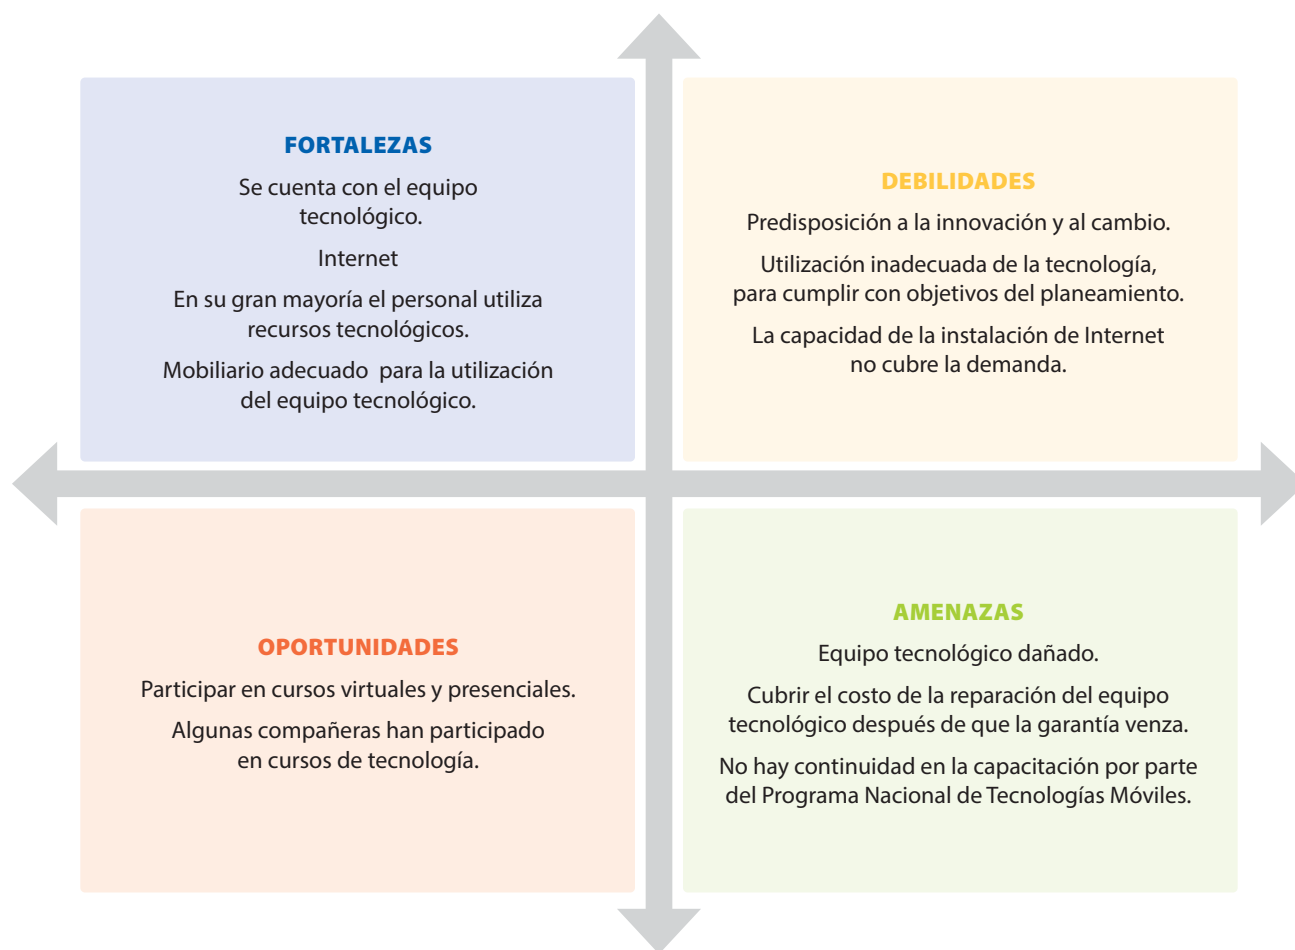 FORTALEZAS
Se cuenta con el equipo
tecnológico.
Internet
En su gran mayoría el personal utiliza
recursos tecnológicos.
Mobiliario adecuado para la utilización
del equipo tecnológico.
DEBILIDADES
Predisposición a la innovación y al cambio.
Utilización inadecuada de la tecnología,
para cumplir con objetivos del planeamiento.
La capacidad de la instalación de Internet
no cubre la demanda.
OPORTUNIDADES
Participar en cursos virtuales y presenciales.
Algunas compañeras han participado
en cursos de tecnología.
AMENAZAS
Equipo tecnológico dañado.
Cubrir el costo de la reparación del equipo
tecnológico después de que la garantía venza.
No hay continuidad en la capacitación por parte
del Programa Nacional de Tecnologías Móviles.